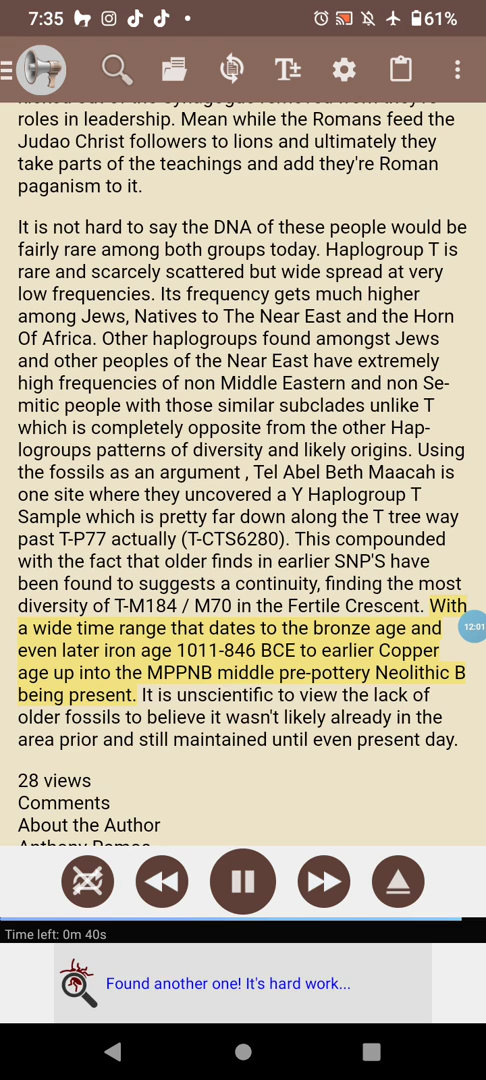 7:35
61%
T±
roles in leadership. Mean while the Romans feed the
Judao Christ followers to lions and ultimately they
take parts of the teachings and add they're Roman
paganism to it.
It is not hard to say the DNA of these people would be
fairly rare among both groups today. Haplogroup T is
rare and scarcely scattered but wide spread at very
low frequencies. Its frequency gets much higher
among Jews, Natives to The Near East and the Horn
Of Africa. Other haplogroups found amongst Jews
and other peoples of the Near East have extremely
high frequencies of non Middle Eastern and non Se-
mitic people with those similar subclades unlike T
which is completely opposite from the other Hap-
logroups patterns of diversity and likely origins. Using
the fossils as an argument , Tel Abel Beth Maacah is
one site where they uncovered a Y Haplogroup T
Sample which is pretty far down along the T tree way
past T-P77 actually (T-CTS6280). This compounded
with the fact that older finds in earlier SNP'S have
been found to suggests a continuity, finding the most
diversity of T-M184 / M70 in the Fertile Crescent. With
a wide time range that dates to the bronze age and
even later iron age 1011-846 BCE to earlier Copper
age up into the MPPNB middle pre-pottery Neolithic B
being present. It is unscientific to view the lack of
older fossils to believe it wasn't likely already in the
area prior and still maintained until even present day.
12:01
28 views
Comments
About the Author
Time left: 0m 40s
Found another one! It's hard work...